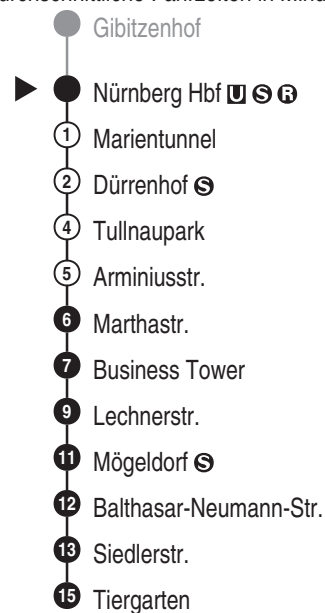 Gibitzenhof
Nürnberg Hbf U S R
1 Marientunnel
2 Dürrenhof S
4 Tullnaupark
5 Arminiusstr.
6 Marthastr.
7 Business Tower
9 Lechnerstr.
11 Mögeldorf S
12 Balthasar-Neumann-Str.
13 Siedlerstr.
15 Tiergarten